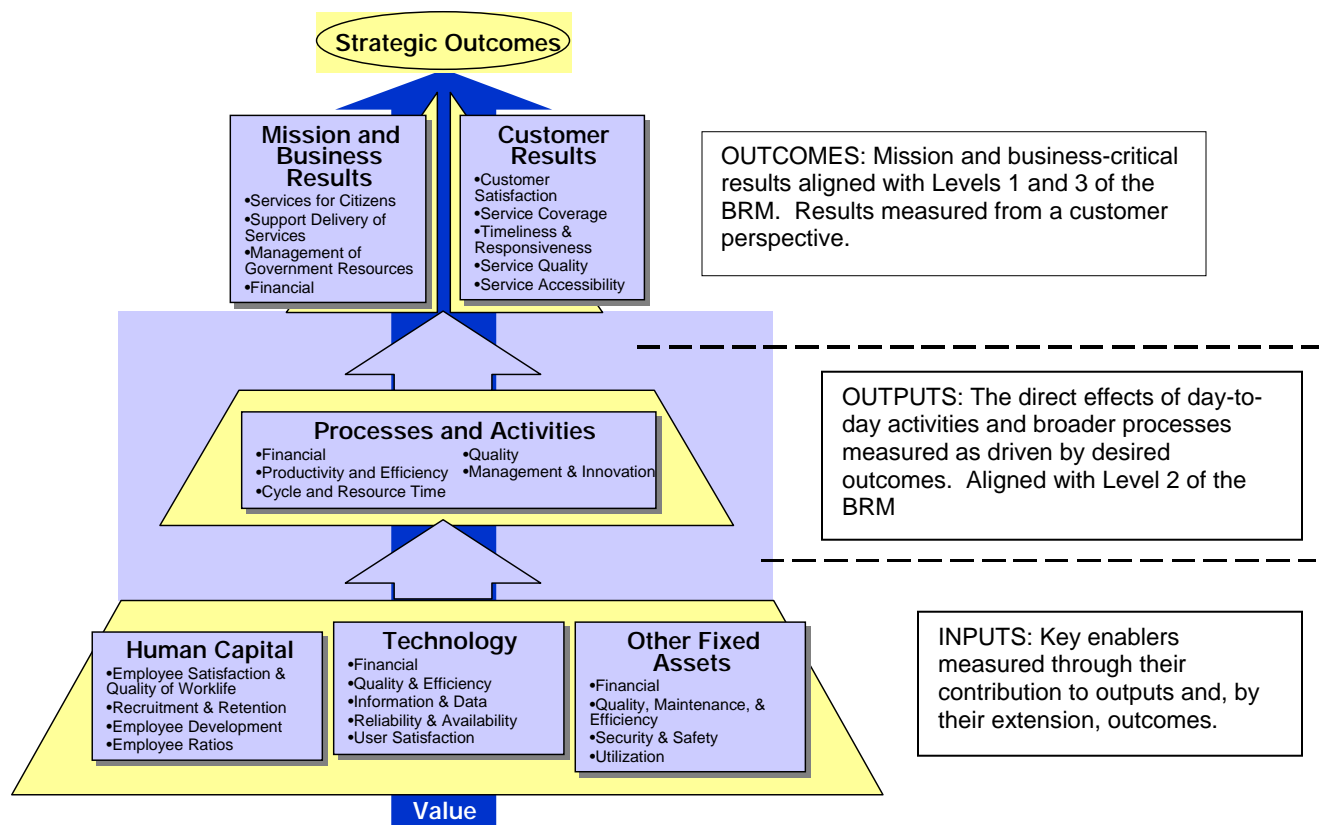 Strategic Outcomes
Mission and
Business
Results
•Services for Citizens
•Support Delivery of
Services
•Management of
Government Resources
•Financial
Customer
Results
•Customer
Satisfaction
•Service Coverage
•Timeliness &
Responsiveness
•Service Quality
•Service Accessibility
OUTCOMES: Mission and business-critical
results aligned with Levels 1 and 3 of the
BRM. Results measured from a customer
perspective.
Processes and Activities
•Financial
•Productivity and Efficiency
•Cycle and Resource Time
•Quality
•Management & Innovation
OUTPUTS: The direct effects of day-to-
day activities and broader processes
measured as driven by desired
outcomes. Aligned with Level 2 of the
BRM
Human Capital
•Employee Satisfaction &
Quality of Worklife
•Recruitment & Retention
•Employee Development
•Employee Ratios
Technology
•Financial
•Quality & Efficiency
•Information & Data
•Reliability & Availability
•User Satisfaction
Other Fixed
Assets
•Financial
•Quality, Maintenance, &
Efficiency
•Security & Safety
•Utilization
INPUTS: Key enablers
measured through their
contribution to outputs and, by
their extension, outcomes.
Value